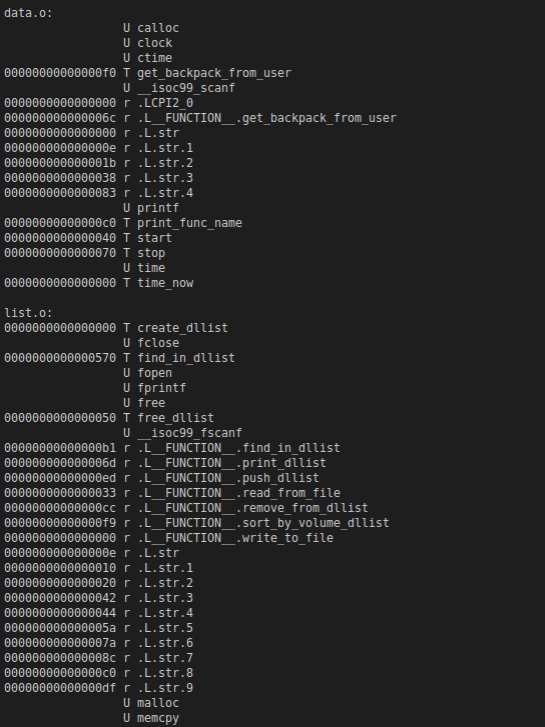 data.o:
                 U calloc
                 U clock
                 U ctime
00000000000000f0 T get_backpack_from_user
                 U __isoc99_scanf
0000000000000000 r .LCPI2_0
000000000000006c r .L__FUNCTION__.get_backpack_from_user
0000000000000000 r .L.str
000000000000000e r .L.str.1
000000000000001b r .L.str.2
0000000000000038 r .L.str.3
0000000000000083 r .L.str.4
                 U printf
00000000000000c0 T print_func_name
0000000000000040 T start
0000000000000070 T stop
                 U time
0000000000000000 T time_now

list.o:
0000000000000000 T create_dllist
                 U fclose
0000000000000570 T find_in_dllist
                 U fopen
                 U fprintf
                 U free
0000000000000050 T free_dllist
                 U __isoc99_fscanf
00000000000000b1 r .L__FUNCTION__.find_in_dllist
000000000000006d r .L__FUNCTION__.print_dllist
00000000000000ed r .L__FUNCTION__.push_dllist
0000000000000033 r .L__FUNCTION__.read_from_file
00000000000000cc r .L__FUNCTION__.remove_from_dllist
00000000000000f9 r .L__FUNCTION__.sort_by_volume_dllist
0000000000000000 r .L__FUNCTION__.write_to_file
000000000000000e r .L.str
0000000000000010 r .L.str.1
0000000000000020 r .L.str.2
0000000000000042 r .L.str.3
0000000000000044 r .L.str.4
000000000000005a r .L.str.5
000000000000007a r .L.str.6
000000000000008c r .L.str.7
00000000000000c0 r .L.str.8
00000000000000df r .L.str.9
                 U malloc
                 U memcpy